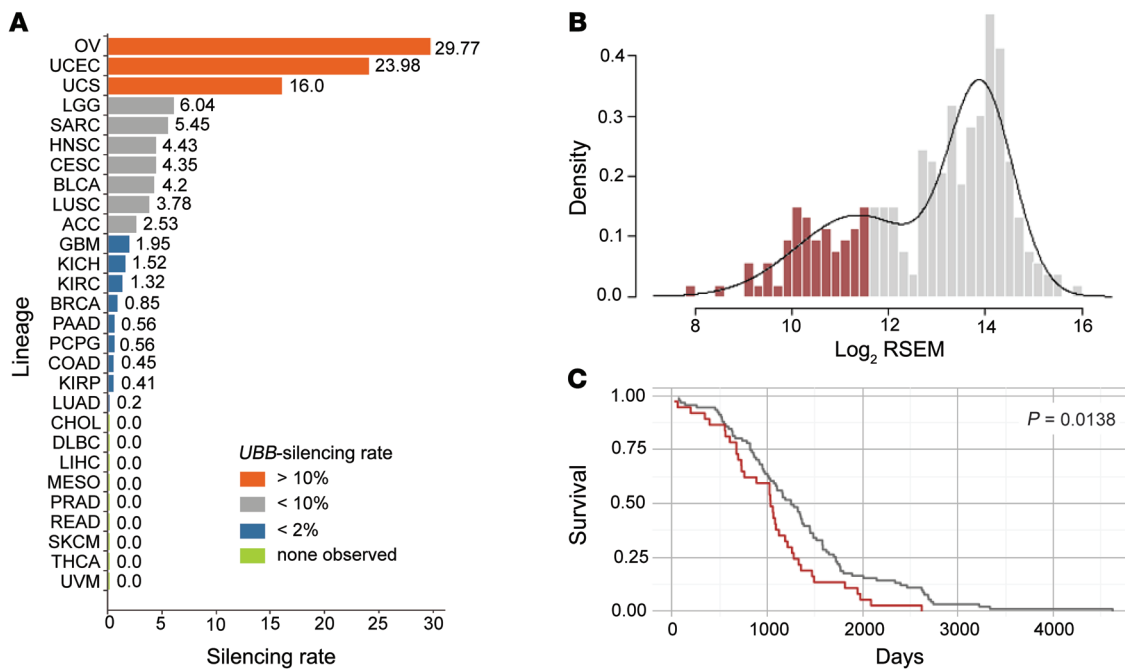 A
OV 29.77
UCEC 23.98
UCS 16.0
LGG 6.04
SARC 5.45
HNSC 4.43
CESC 4.35
BLCA 4.2
LUSC 3.78
ACC 2.53
GBM 1.95
KICH 1.52
KIRC 1.32
BRCA 0.85
PAAD 0.56
PCPG 0.56
COAD 0.45
KIRP 0.41
LUAD 0.2
CHOL 0.0
DLBC 0.0
LIHC 0.0
MESO 0.0
PRAD 0.0
READ 0.0
SKCM 0.0
THCA 0.0
UVM 0.0
Lineage
UBB-silencing rate
> 10%
< 10%
< 2%
none observed
0 5 10 15 20 25 30
Silencing rate
B
0.4
0.3
0.2
0.1
0.0
Density
8 10 12 14 16
Log2 RSEM
C
1.00
0.75
0.50
0.25
0.00
Survival
P = 0.0138
0 1000 2000 3000 4000
Days